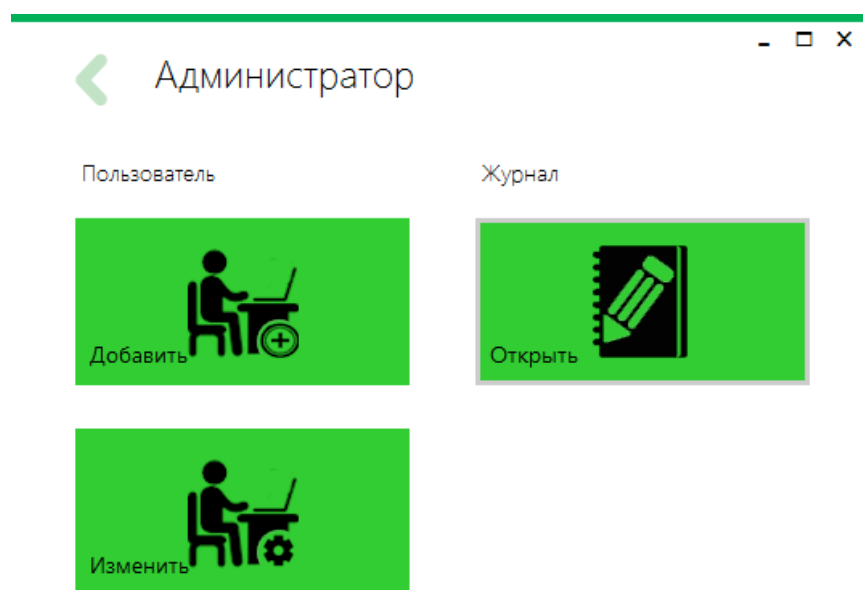 Администратор
Пользователь
Журнал
Добавить
Открыть
Изменить